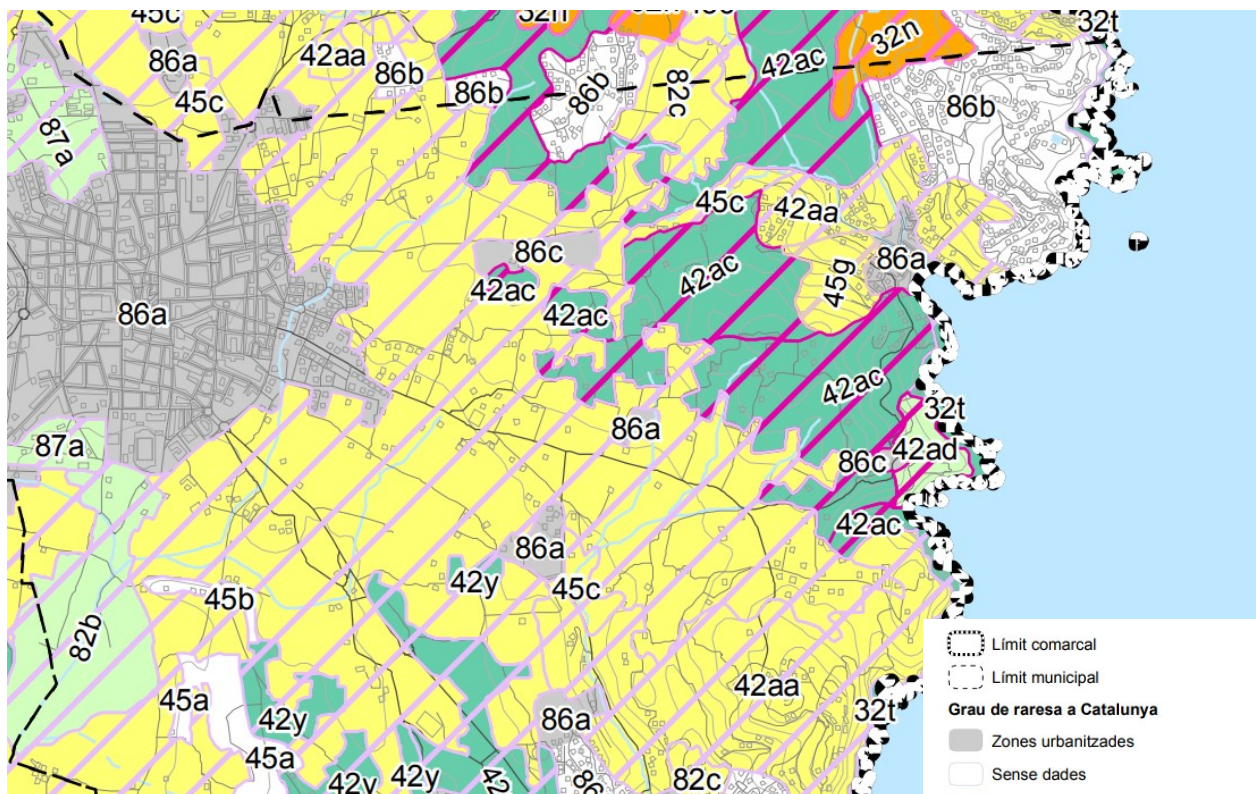 45c
32n
32t
86a
42aa
86b
42ac
32n
45c
86b
86b
82c
86b
87a
45c
42aa
86c
42ac
86a
42ac
45g
42ac
86a
42ac
32t
87a
86a
42ad
86c
42ac
86a
42y
45c
45b
82b
45a
42aa
42y
86a
32t
45a
42y
42y
82c
Límit comarcal
Límit municipal
Grau de raresa a Catalunya
Zones urbanitzades
Sense dades